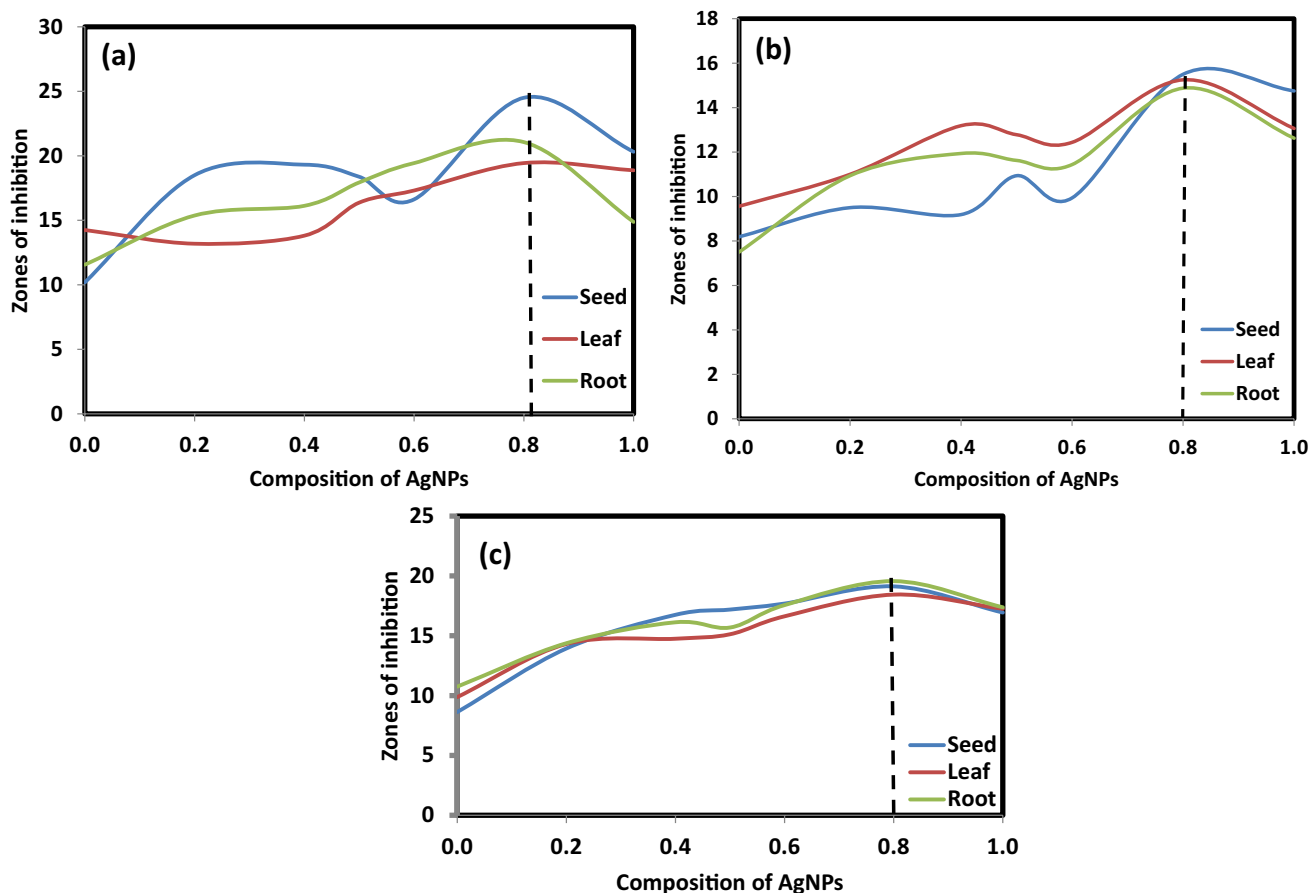 (a)
Zones of inhibition
30
25
20
15
10
5
0
Seed
Leaf
Root
0.0 0.2 0.4 0.6 0.8 1.0
Composition of AgNPs
(b)
Zones of inhibition
18
16
14
12
10
8
6
4
2
0
Seed
Leaf
Root
0.0 0.2 0.4 0.6 0.8 1.0
Composition of AgNPs
(c)
Zones of inhibition
25
20
15
10
5
0
Seed
Leaf
Root
0.0 0.2 0.4 0.6 0.8 1.0
Composition of AgNPs